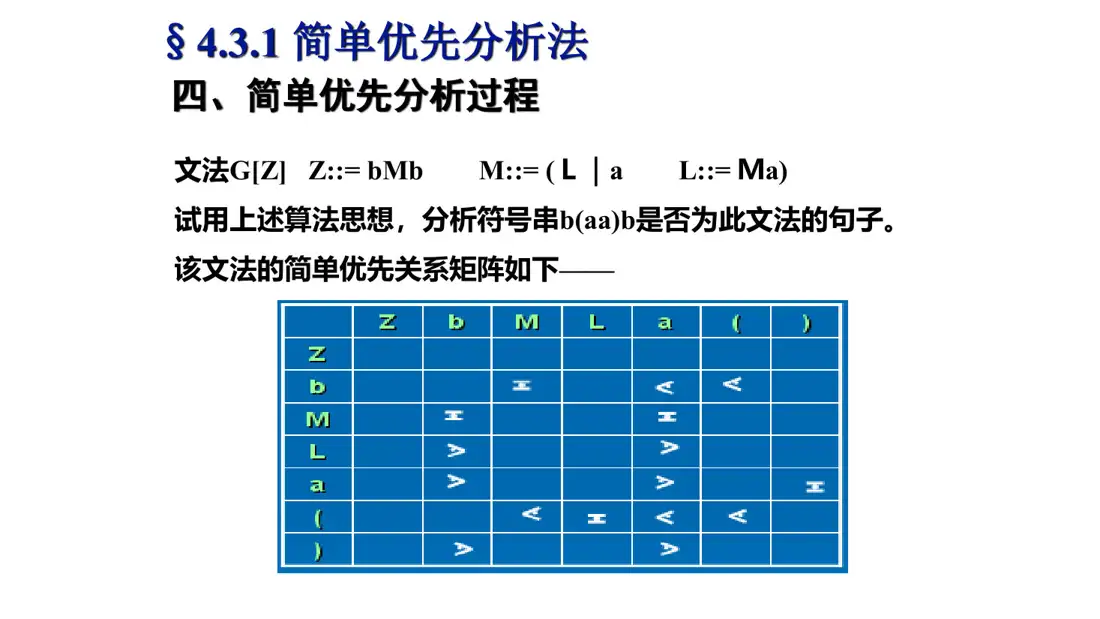 §4.3.1 简单优先分析法
四、简单优先分析过程
文法G[Z] Z::= bMb M::= ( L | a L::= Ma)
试用上述算法思想，分析符号串b(aa)b是否为此文法的句子。
该文法的简单优先关系矩阵如下——
Z b M L a ( )
Z
b ≖ ⋖ ⋖
M ≖ ≖
L ⋗ ⋗
a ⋗ ⋗ ≖
( ⋖ ≖ ⋖ ⋖
) ⋗ ⋗